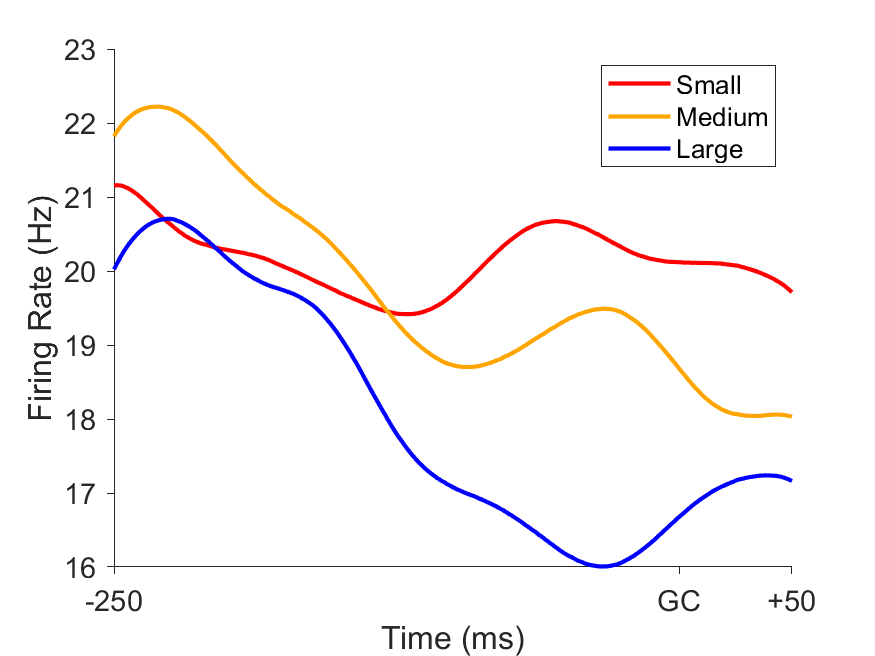 23
22
21
20
19
18
17
16
Firing Rate (Hz)
Small
Medium
Large
-250
GC
+50
Time (ms)